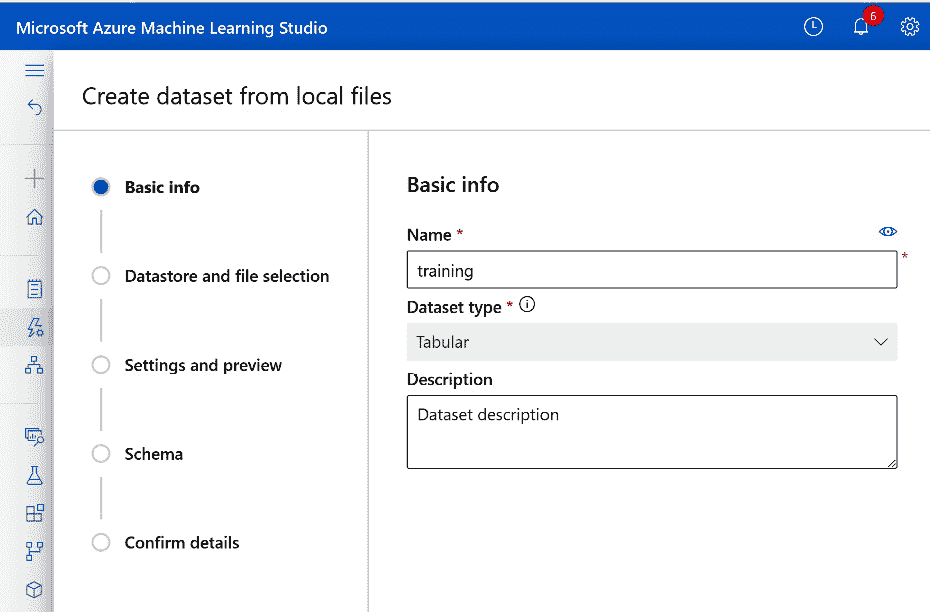 Microsoft Azure Machine Learning Studio
6
Create dataset from local files
Basic info
Datastore and file selection
Settings and preview
Schema
Confirm details
Basic info
Name *
training
*
Dataset type *
Tabular
Description
Dataset description